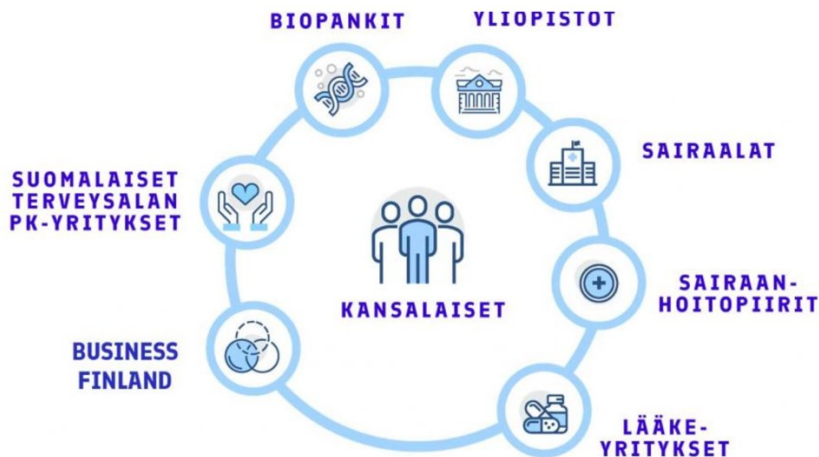 BIOPANKIT
YLIOPISTOT
SAIRAALAT
SUOMALAISET
TERVEYSALAN
PK-YRITYKSET
KANSALAISET
SAIRAAN-
HOITOPIIRIT
BUSINESS
FINLAND
LÄÄKE-
YRITYKSET